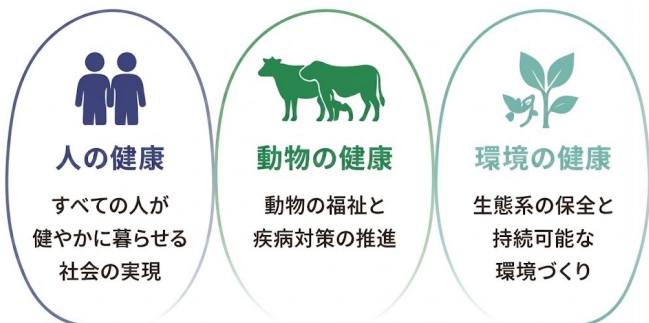 人の健康
すべての人が
健やかに暮らせる
社会の実現
動物の健康
動物の福祉と
疾病対策の推進
環境の健康
生態系の保全と
持続可能な
環境づくり